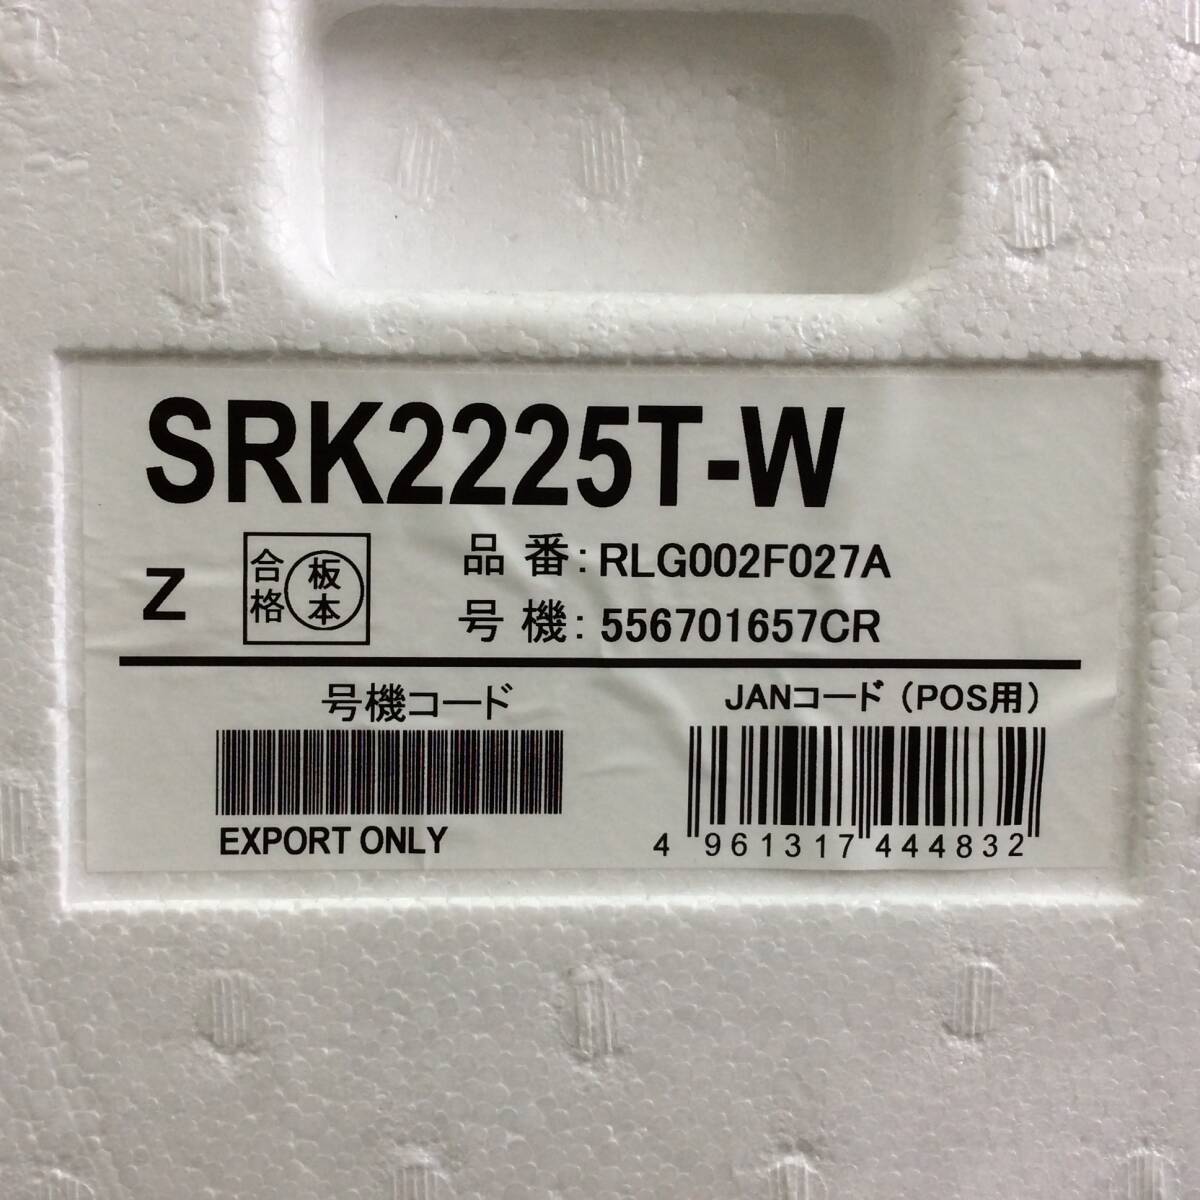 SRK2225T-W
Z
合格
板本
品番:RLG002F027A
号機:556701657CR
号機コード
JANコード(POS用)
EXPORT ONLY
4 961317 444832